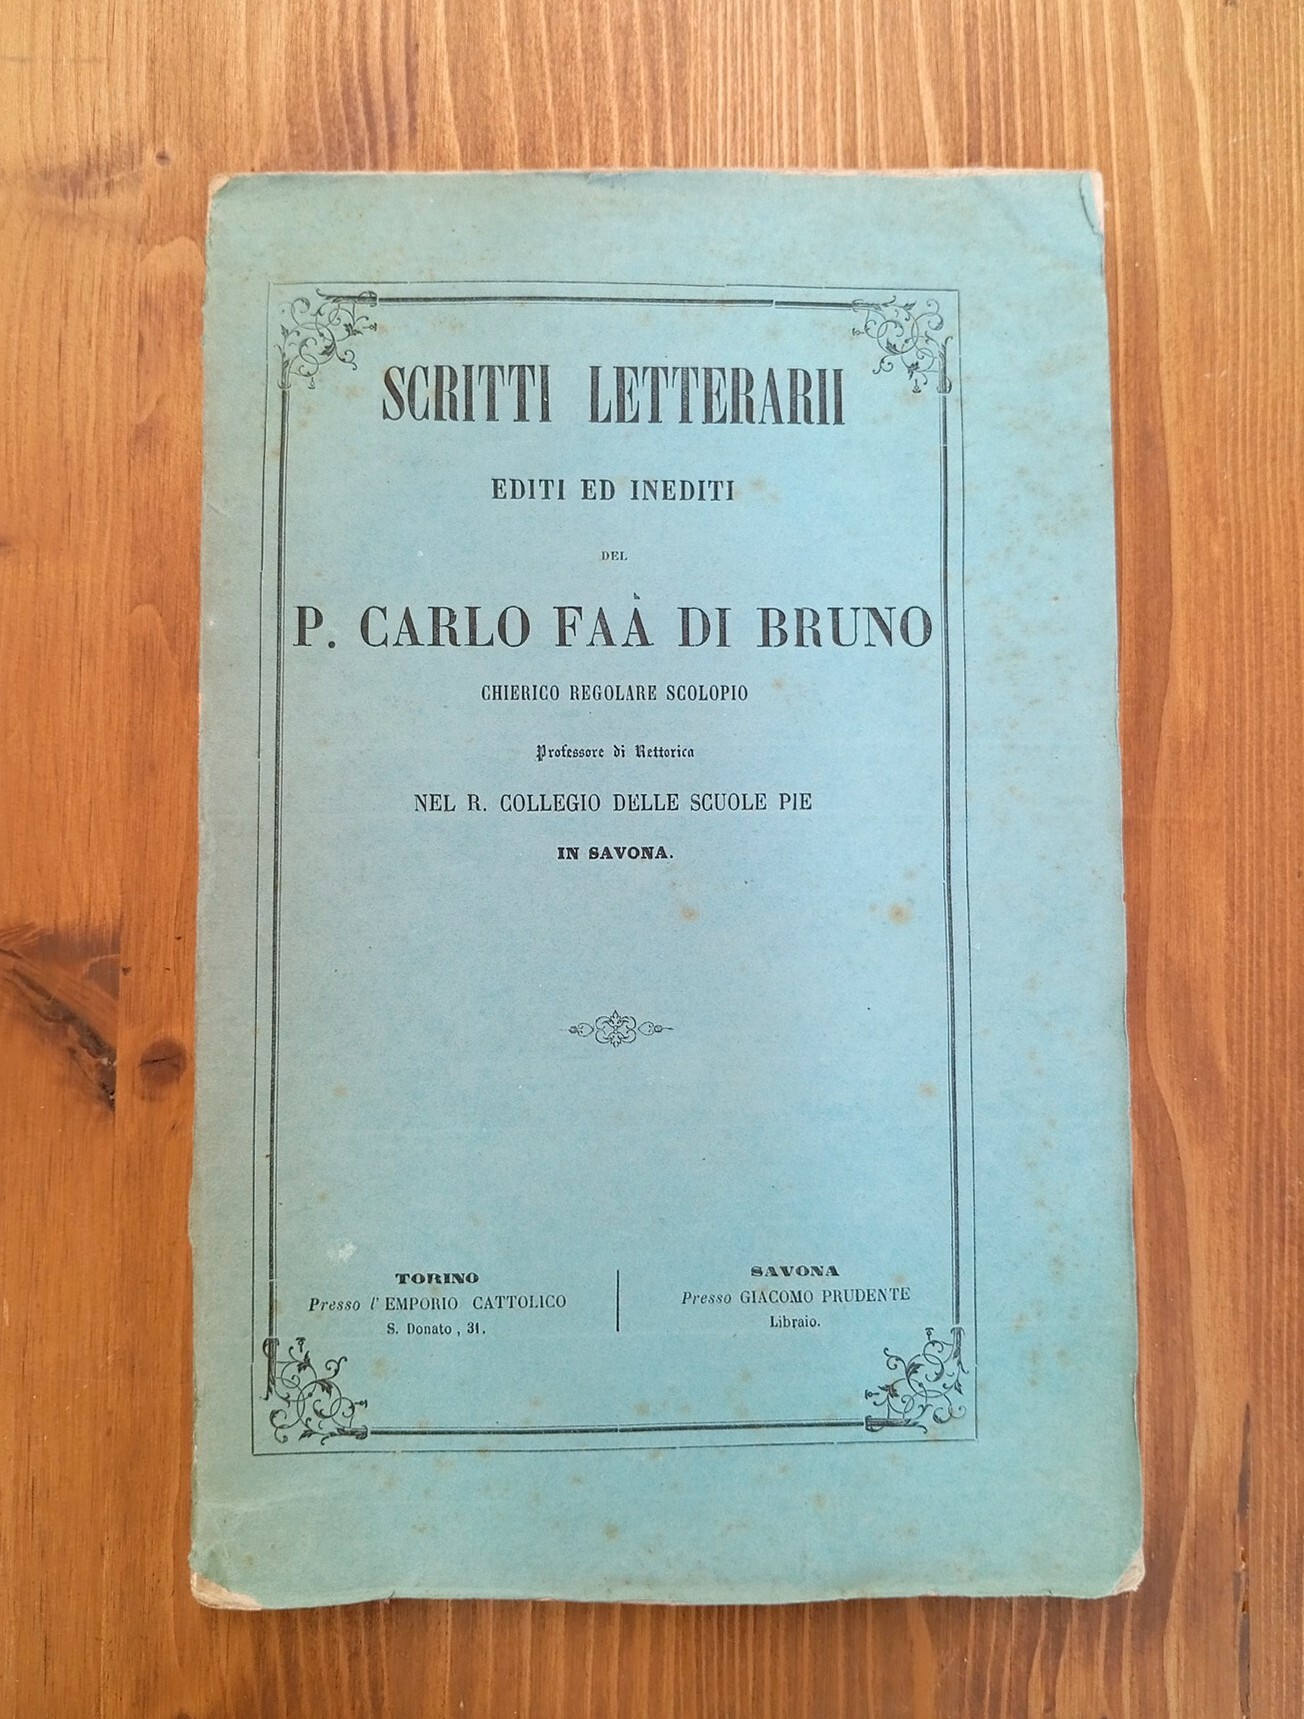 SCRITTI LETTERARII
EDITI ED INEDITI
DEL
P. CARLO FAÀ DI BRUNO
CHIERICO REGOLARE SCOLOPIO
Professore di Rettorica
NEL R. COLLEGIO DELLE SCUOLE PIE
IN SAVONA.
TORINO
Presso l' EMPORIO CATTOLICO
S. Donato, 31.
SAVONA
Presso GIACOMO PRUDENTE
Libraio.